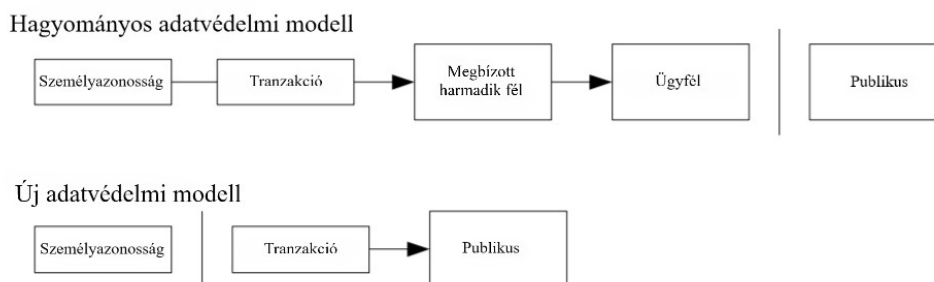 Hagyományos adatvédelmi modell
Személyazonosság
Tranzakció
Megbízott
harmadik fél
Ügyfél
Publikus
Új adatvédelmi modell
Személyazonosság
Tranzakció
Publikus